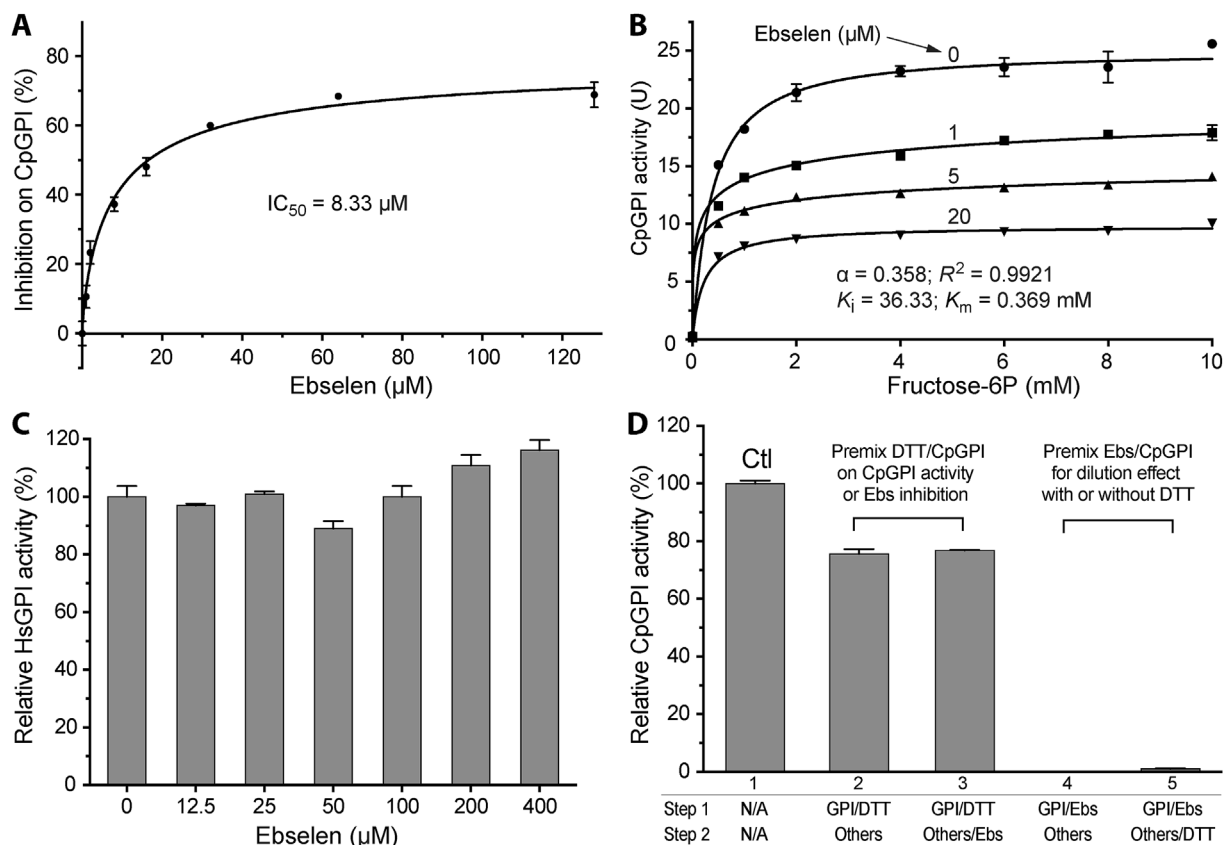 A
Inhibition on CpGPI (%)
80
60
40
20
0
IC50 = 8.33 µM
20 40 60 80 100 120
Ebselen (µM)
B
CpGPI activity (U)
25
20
15
10
5
0
Ebselen (µM)
0
1
5
20
α = 0.358; R² = 0.9921
Ki = 36.33; Km = 0.369 mM
0 2 4 6 8 10
Fructose-6P (mM)
C
Relative HsGPI activity (%)
120
100
80
60
40
20
0
0 12.5 25 50 100 200 400
Ebselen (µM)
D
Relative CpGPI activity (%)
120
100
80
60
40
20
0
Ctl
Premix DTT/CpGPI
on CpGPI activity
or Ebs inhibition
Premix Ebs/CpGPI
for dilution effect
with or without DTT
1 2 3 4 5
Step 1 N/A GPI/DTT GPI/DTT GPI/Ebs GPI/Ebs
Step 2 N/A Others Others/Ebs Others Others/DTT